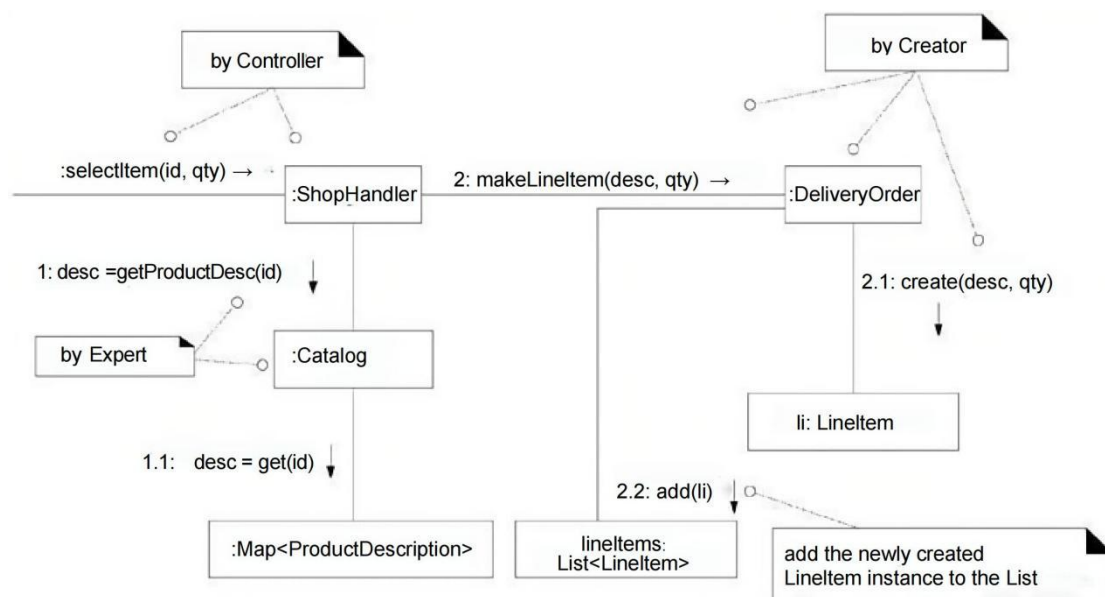 by Controller
by Creator
:selectItem(id, qty) →
2: makeLineItem(desc, qty) →
:ShopHandler
:DeliveryOrder
1: desc =getProductDesc(id)
2.1: create(desc, qty)
by Expert
:Catalog
li: LineItem
1.1: desc = get(id)
2.2: add(li)
:Map<ProductDescription>
lineItems:
List<LineItem>
add the newly created
LineItem instance to the List